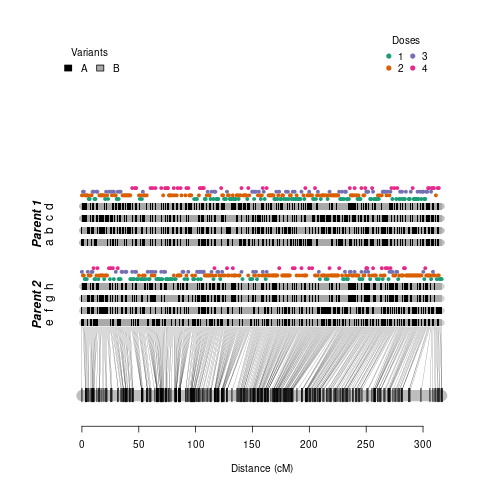 Variants
A B
Doses
1 3
2 4
Parent 1
a b c d
Parent 2
e f g h
0 50 100 150 200 250 300
Distance (cM)